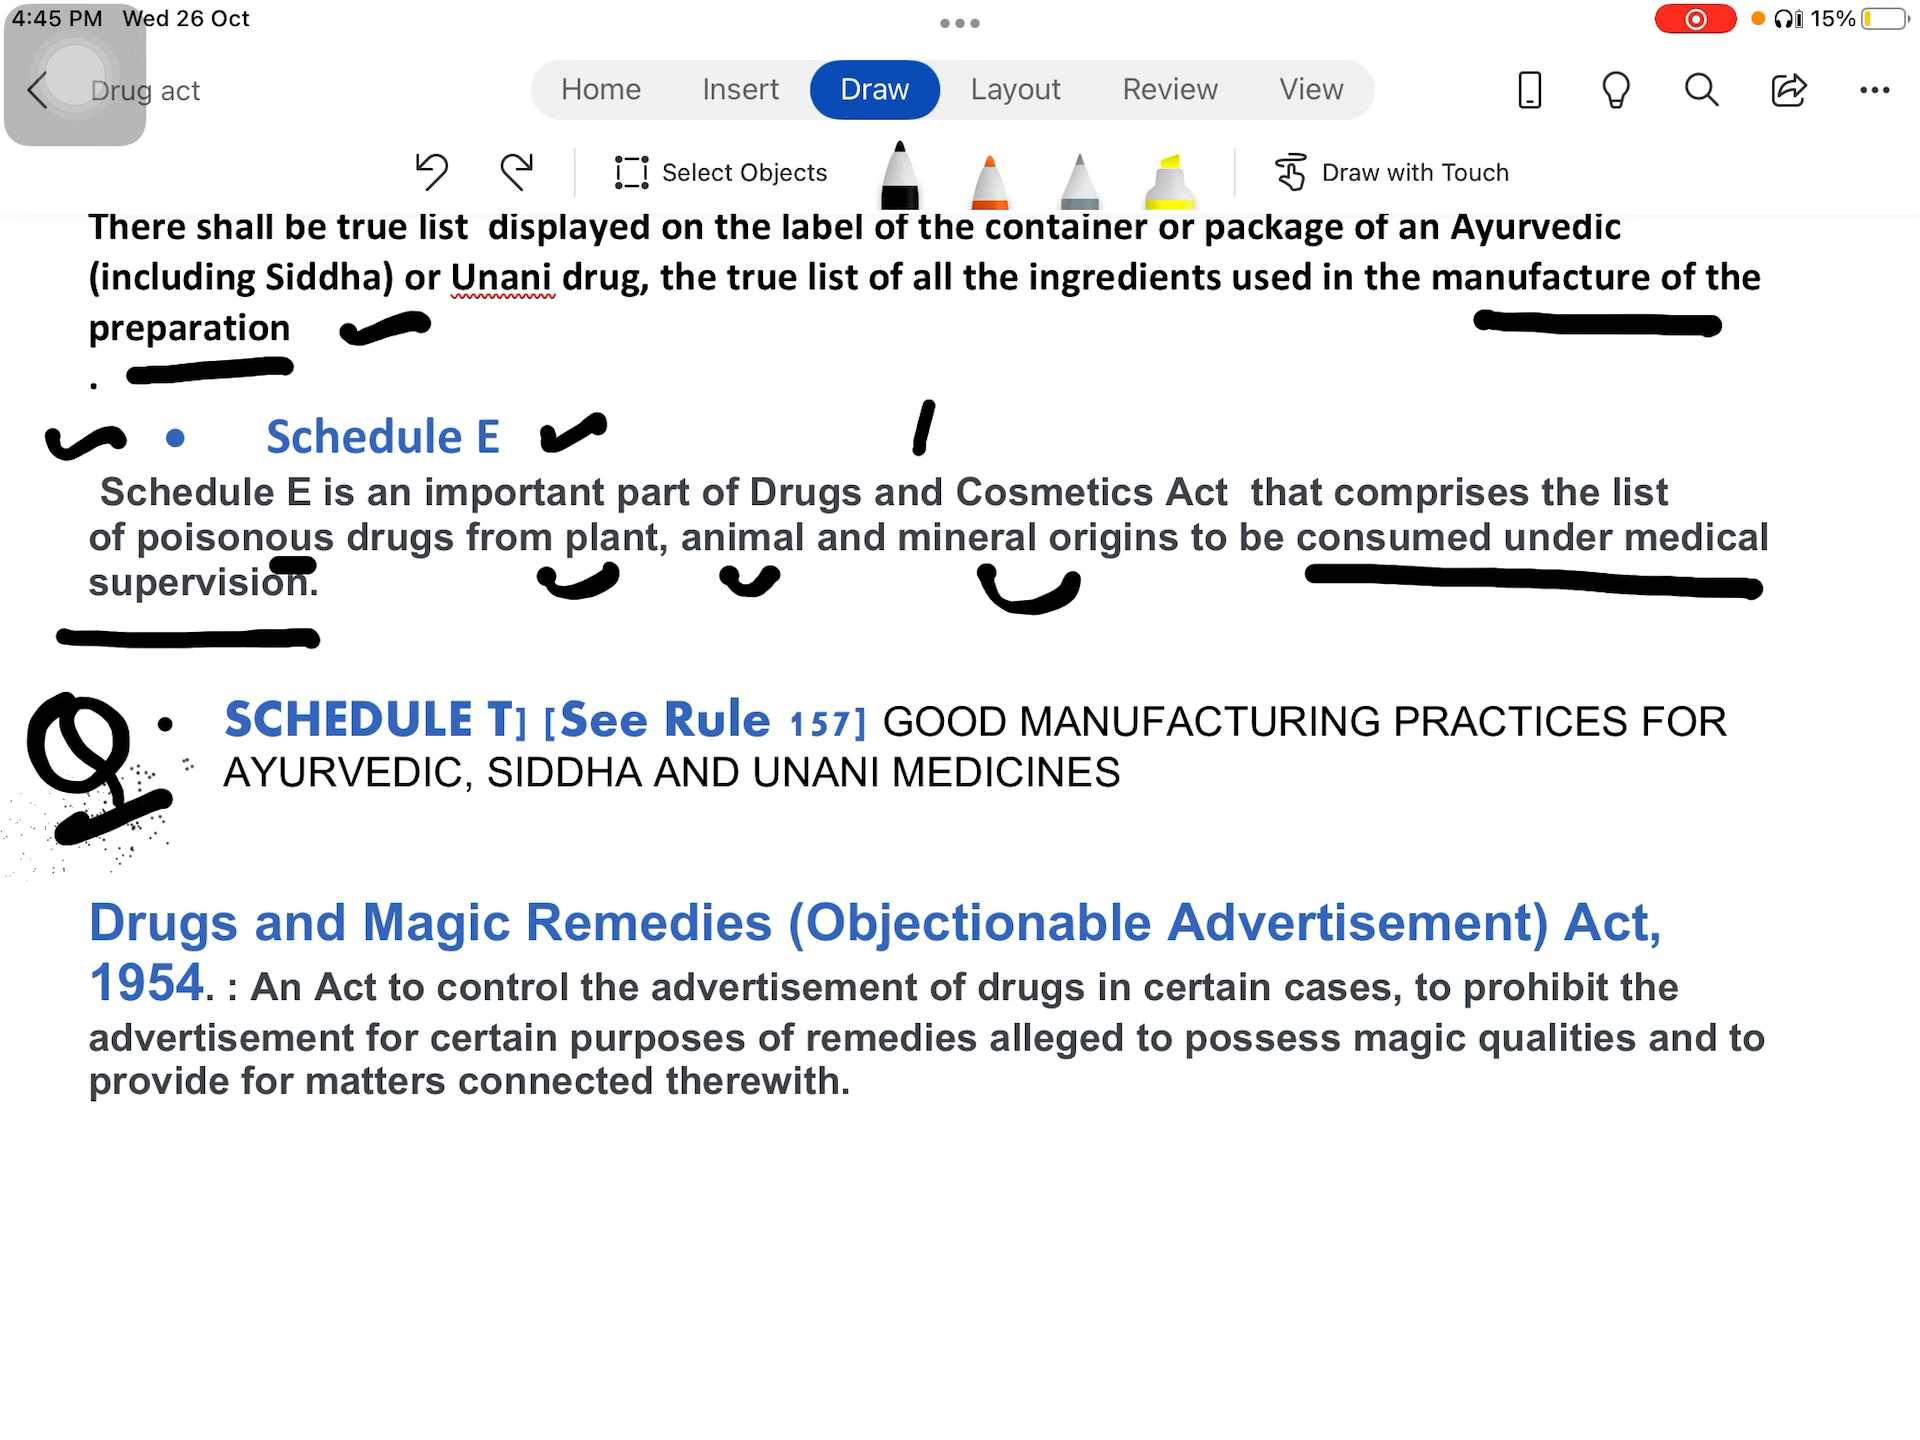 4:45 PM Wed 26 Oct
15%
Drug act
Home Insert Draw Layout Review View
Select Objects
Draw with Touch
There shall be true list displayed on the label of the container or package of an Ayurvedic
(including Siddha) or Unani drug, the true list of all the ingredients used in the manufacture of the
preparation
.
• Schedule E
Schedule E is an important part of Drugs and Cosmetics Act that comprises the list
of poisonous drugs from plant, animal and mineral origins to be consumed under medical
supervision.
• SCHEDULE T] [See Rule 157] GOOD MANUFACTURING PRACTICES FOR
AYURVEDIC, SIDDHA AND UNANI MEDICINES
Drugs and Magic Remedies (Objectionable Advertisement) Act,
1954. : An Act to control the advertisement of drugs in certain cases, to prohibit the
advertisement for certain purposes of remedies alleged to possess magic qualities and to
provide for matters connected therewith.